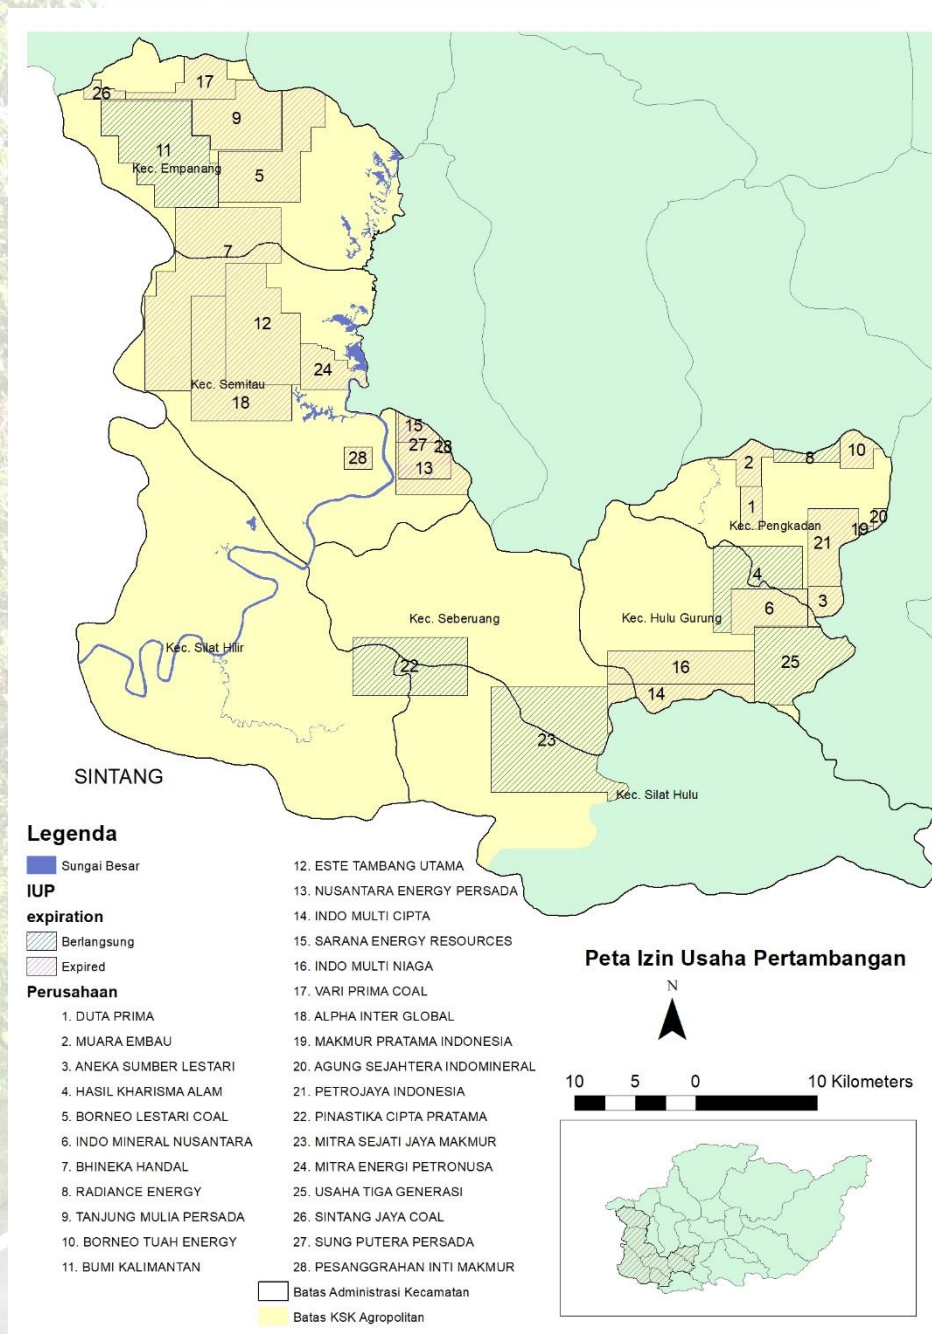 17
26
9
11
Kec. Empanang
5
7
12
24
Kec. Semitau
18
15
27 28
28
13
2
8
10
1
20
Kec. Pengkadan
19
21
4
3
6
Kec. Seberuang
Kec. Hulu Gurung
Kec. Silat Hilir
22
16
25
14
23
SINTANG
Kec. Silat Hulu
Legenda
Sungai Besar
IUP
expiration
Berlangsung
Expired
Perusahaan
1. DUTA PRIMA
2. MUARA EMBAU
3. ANEKA SUMBER LESTARI
4. HASIL KHARISMA ALAM
5. BORNEO LESTARI COAL
6. INDO MINERAL NUSANTARA
7. BHINEKA HANDAL
8. RADIANCE ENERGY
9. TANJUNG MULIA PERSADA
10. BORNEO TUAH ENERGY
11. BUMI KALIMANTAN
12. ESTE TAMBANG UTAMA
13. NUSANTARA ENERGY PERSADA
14. INDO MULTI CIPTA
15. SARANA ENERGY RESOURCES
16. INDO MULTI NIAGA
17. VARI PRIMA COAL
18. ALPHA INTER GLOBAL
19. MAKMUR PRATAMA INDONESIA
20. AGUNG SEJAHTERA INDOMINERAL
21. PETROJAYA INDONESIA
22. PINASTIKA CIPTA PRATAMA
23. MITRA SEJATI JAYA MAKMUR
24. MITRA ENERGI PETRONUSA
25. USAHA TIGA GENERASI
26. SINTANG JAYA COAL
27. SUNG PUTERA PERSADA
28. PESANGGRAHAN INTI MAKMUR
Batas Administrasi Kecamatan
Batas KSK Agropolitan
Peta Izin Usaha Pertambangan
N
10 5 0 10 Kilometers